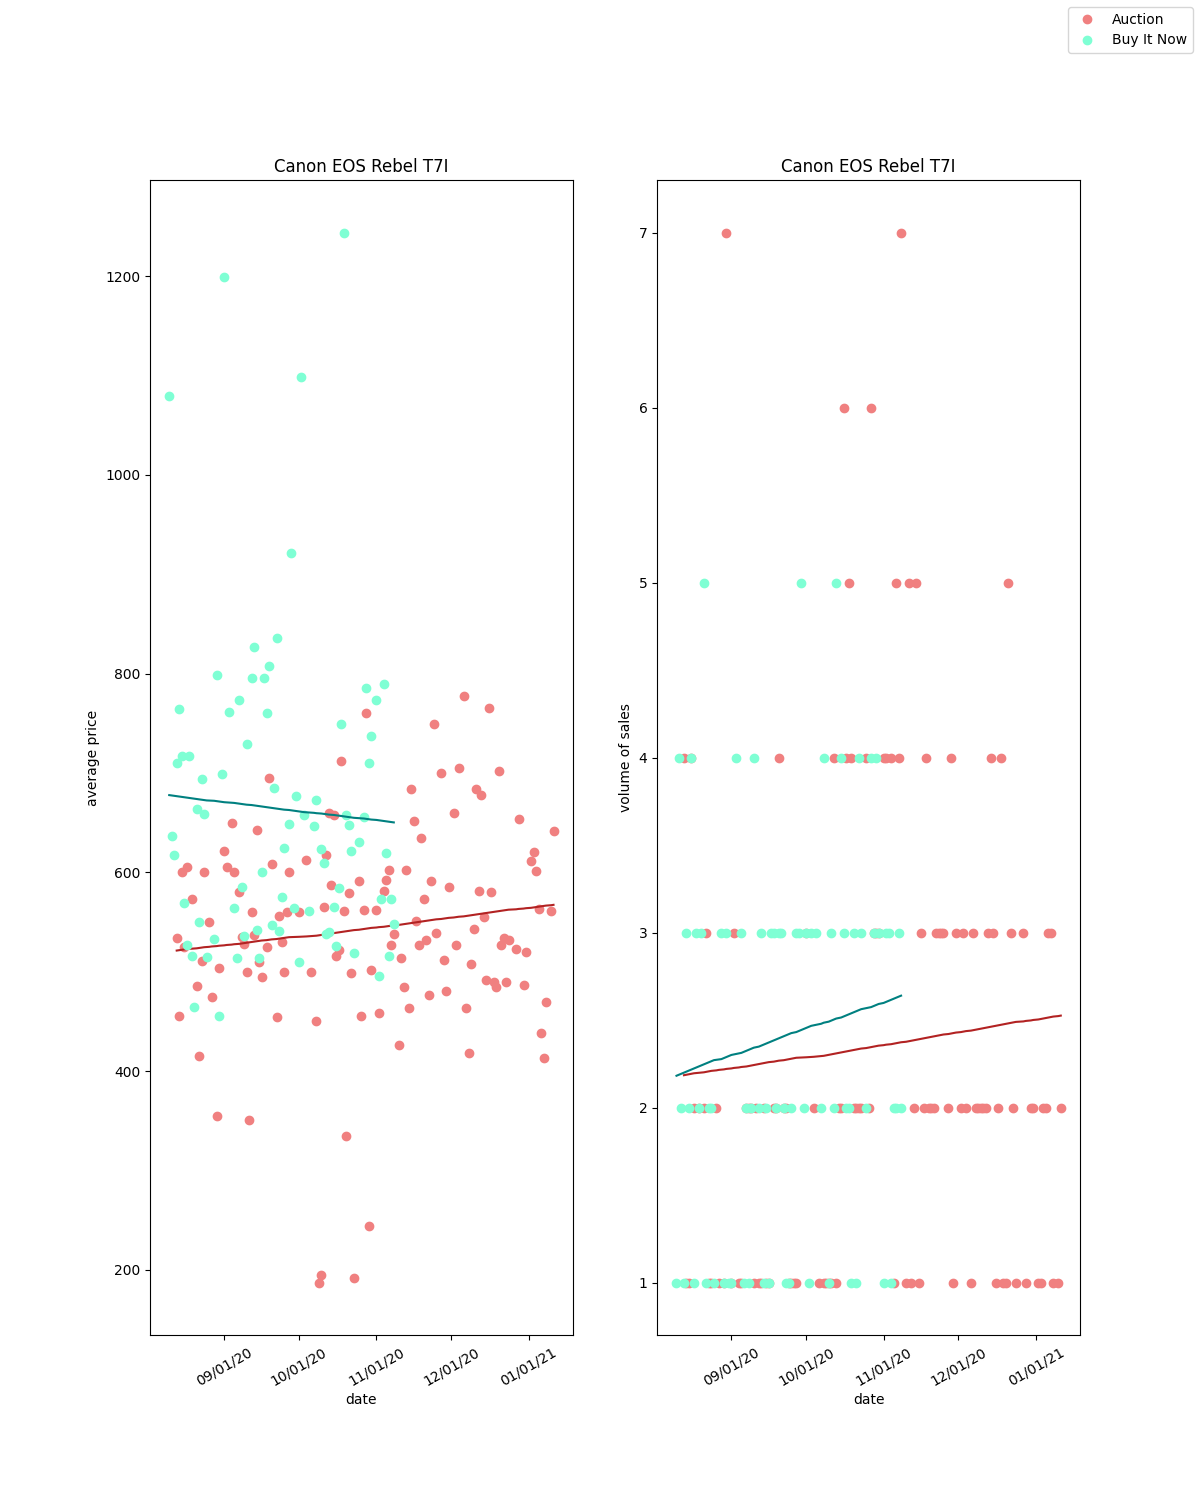 Auction
Buy It Now
Canon EOS Rebel T7I
average price
1200
1000
800
600
400
200
09/01/20
10/01/20
11/01/20
12/01/20
01/01/21
date
Canon EOS Rebel T7I
volume of sales
7
6
5
4
3
2
1
09/01/20
10/01/20
11/01/20
12/01/20
01/01/21
date